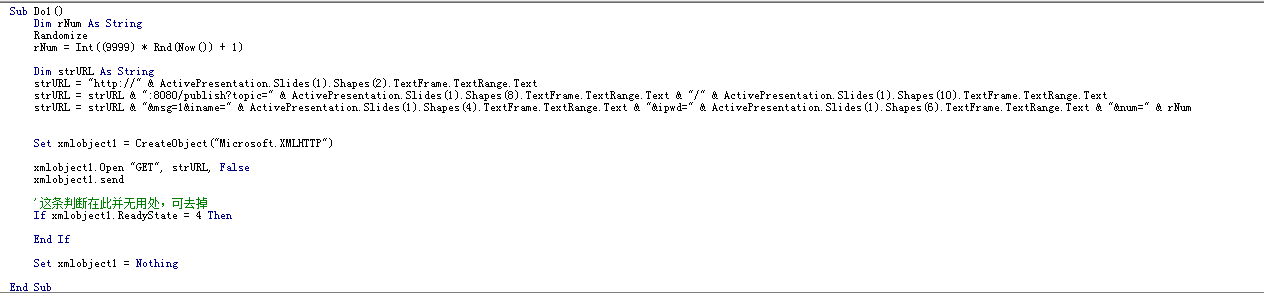 Sub Do1()
Dim rNum As String
Randomize
rNum = Int((9999) * Rnd(Now()) + 1)
Dim strURL As String
strURL = "http://" & ActivePresentation.Slides(1).Shapes(2).TextFrame.TextRange.Text
strURL = strURL & ":8080/publish?topic=" & ActivePresentation.Slides(1).Shapes(8).TextFrame.TextRange.Text & "/" & ActivePresentation.Slides(1).Shapes(10).TextFrame.TextRange.Text
strURL = strURL & "&msg=1&iname=" & ActivePresentation.Slides(1).Shapes(4).TextFrame.TextRange.Text & "&ipwd=" & ActivePresentation.Slides(1).Shapes(6).TextFrame.TextRange.Text & "&num=" & rNum
Set xmlobject1 = CreateObject("Microsoft.XMLHTTP")
xmlobject1.Open "GET", strURL, False
xmlobject1.send
'这条判断在此并无用处，可去掉
If xmlobject1.ReadyState = 4 Then
End If
Set xmlobject1 = Nothing
End Sub